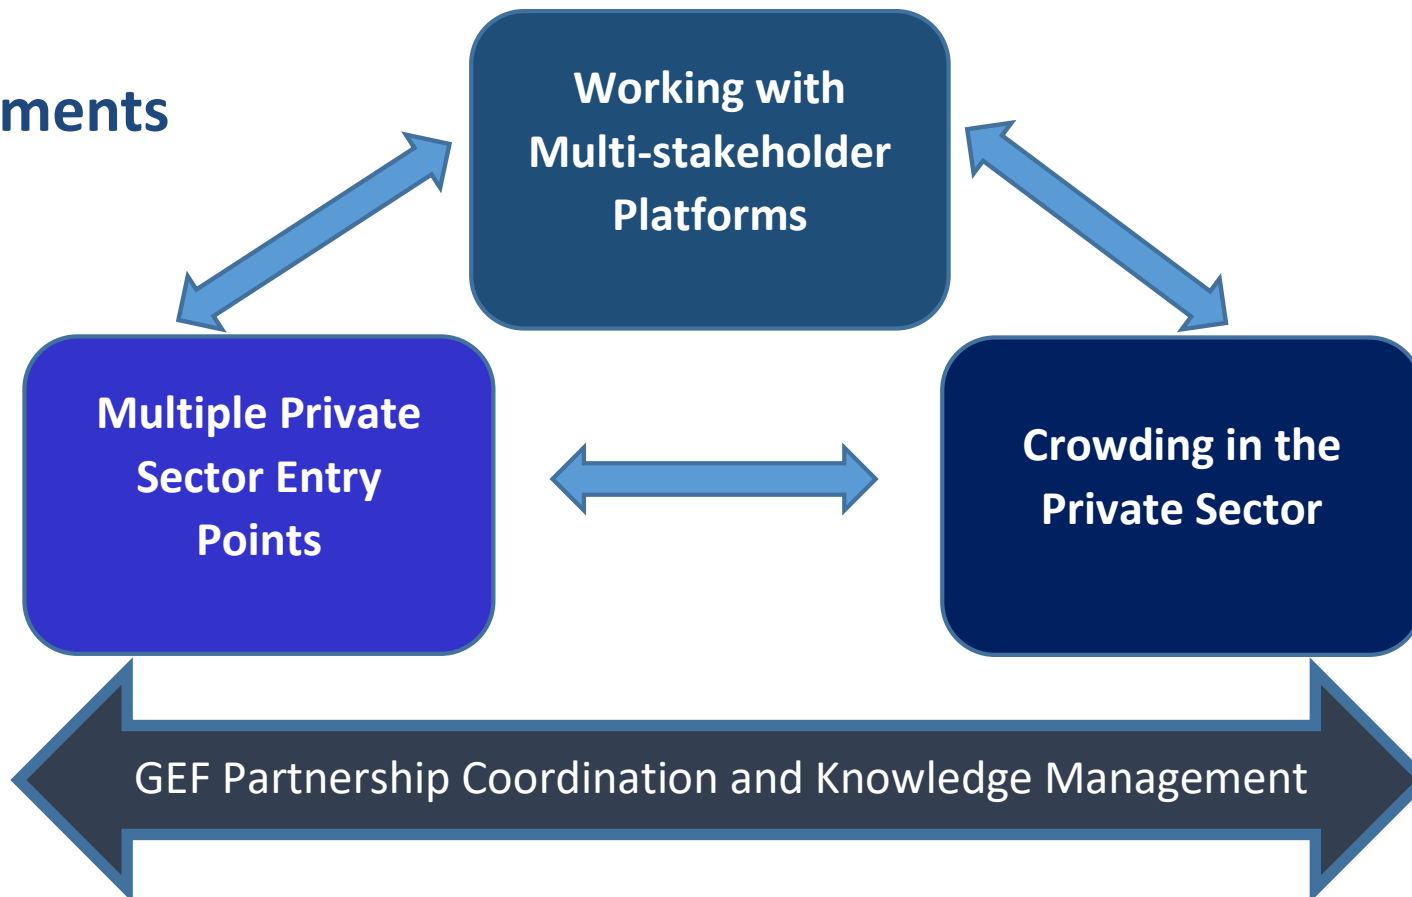 ments
Working with
Multi-stakeholder
Platforms
Multiple Private
Sector Entry
Points
Crowding in the
Private Sector
GEF Partnership Coordination and Knowledge Management